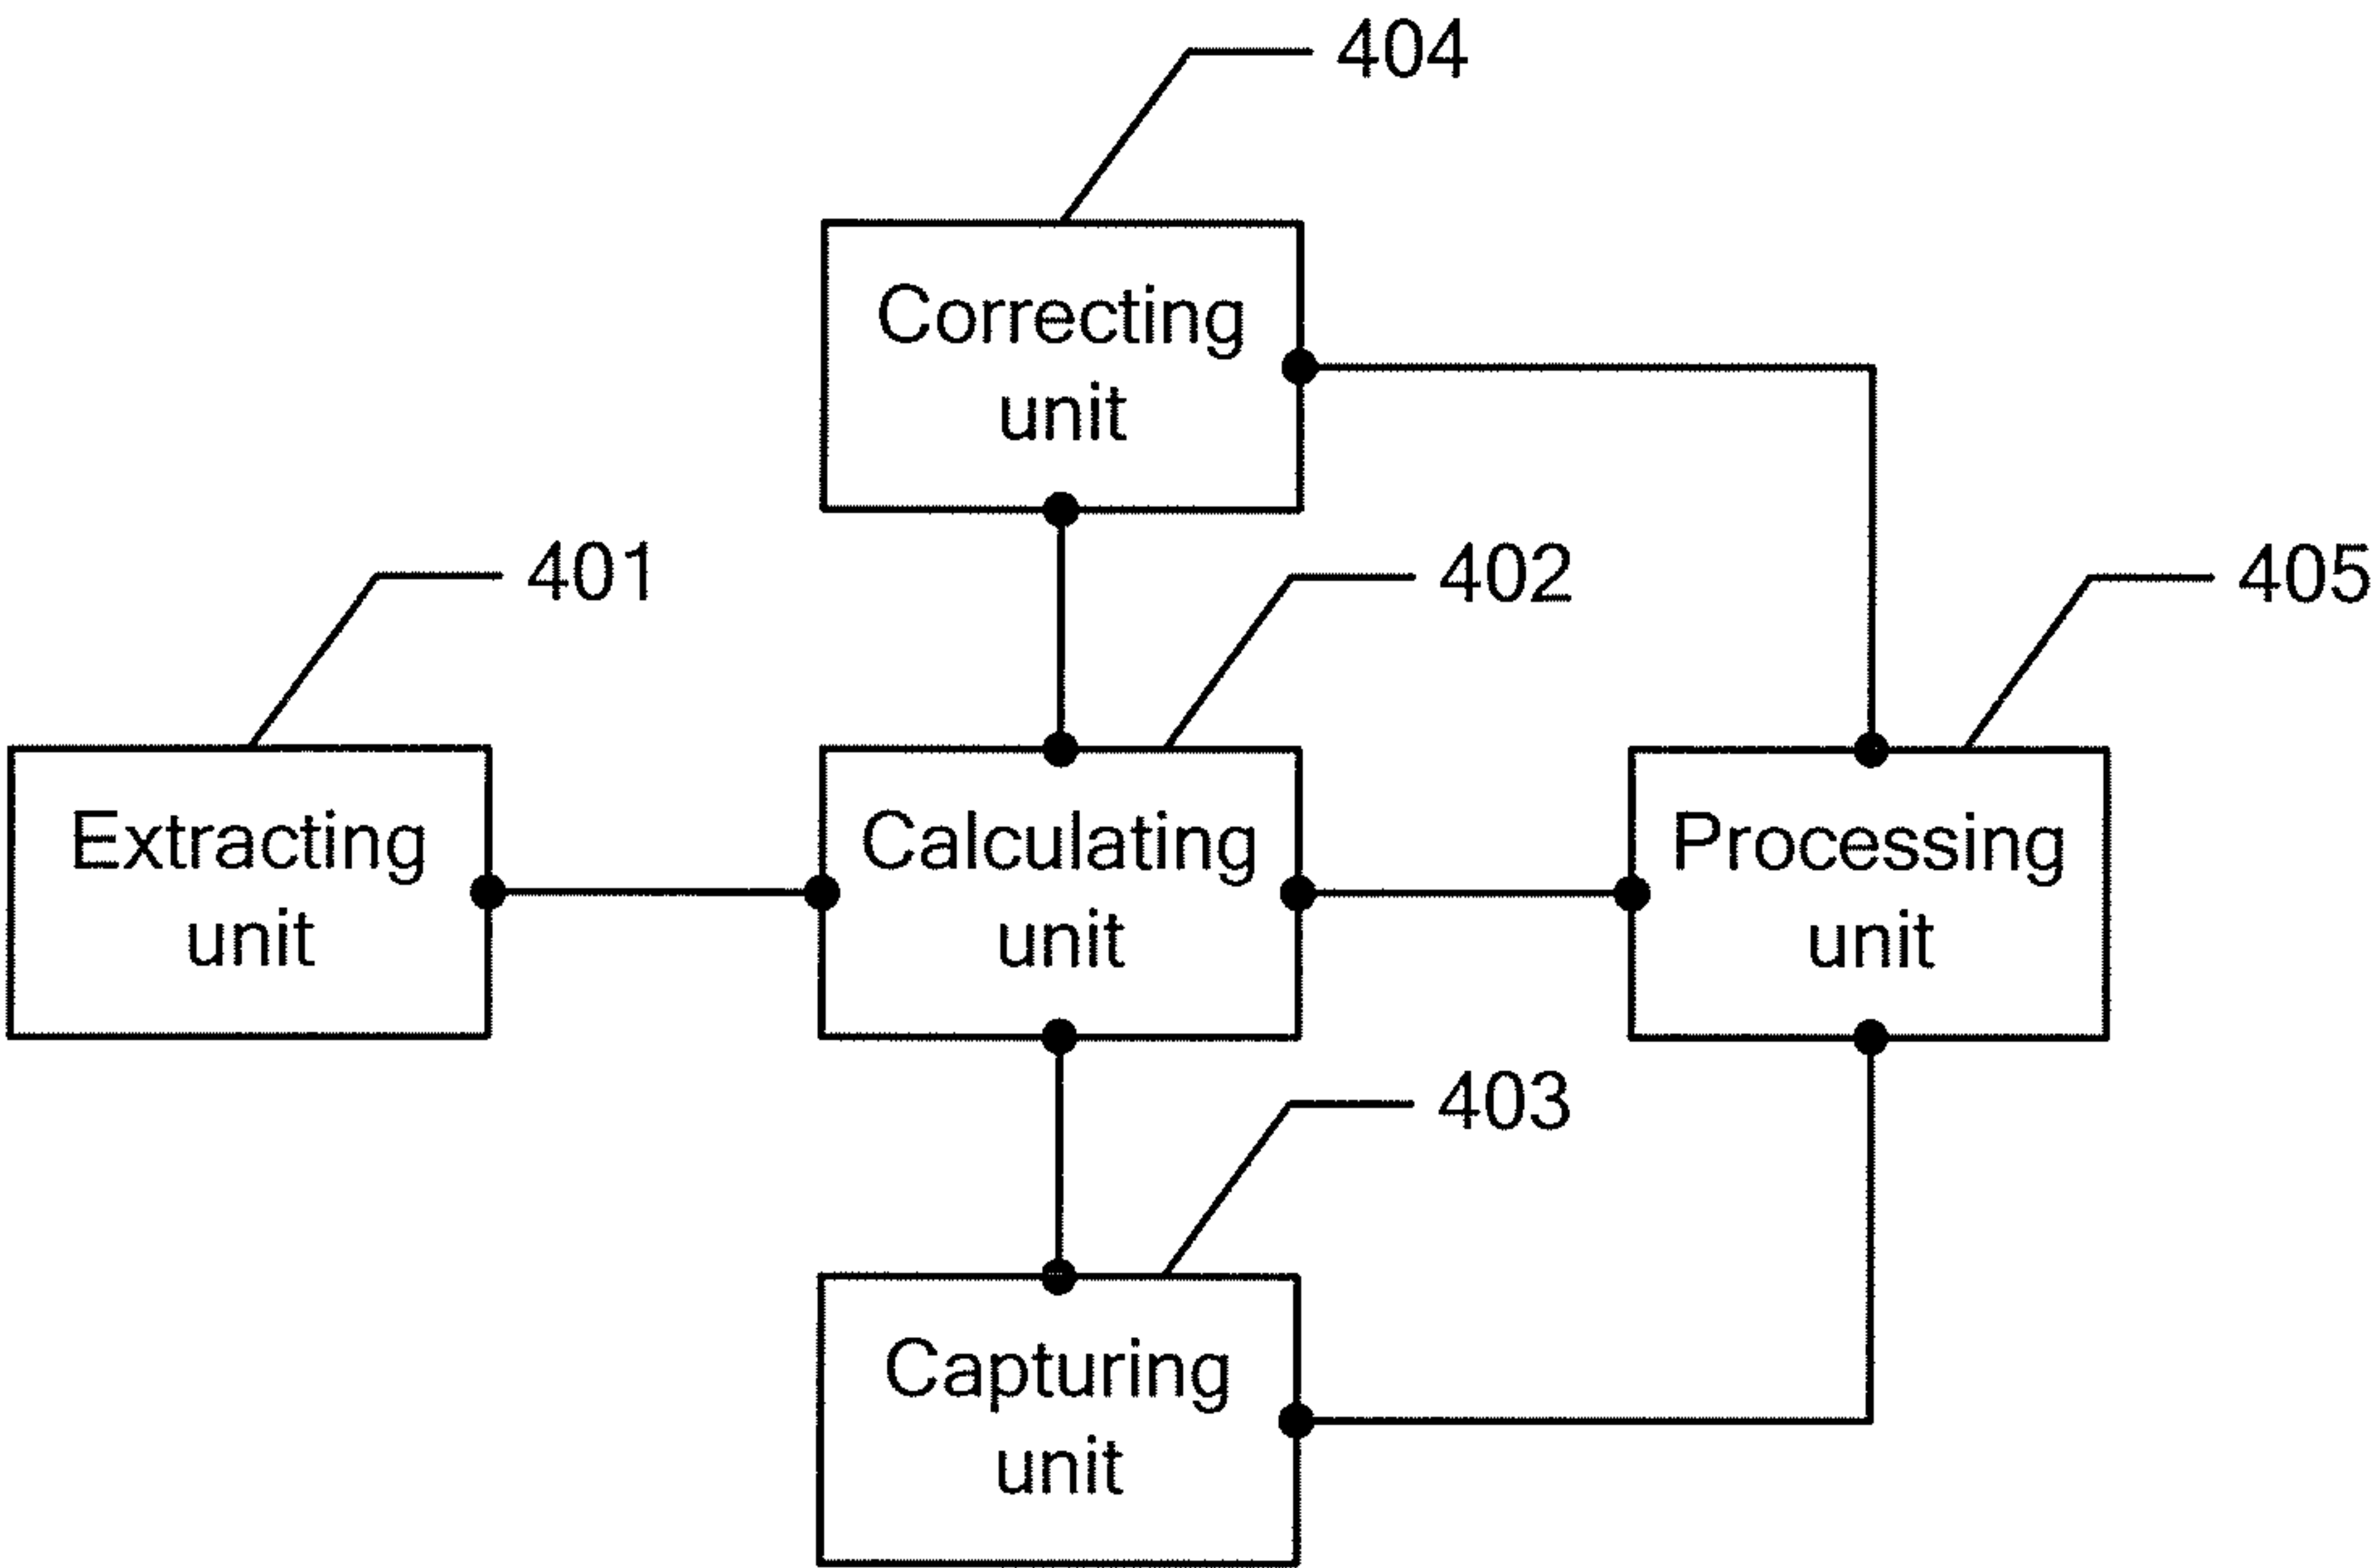 404
Correcting
unit
401
402
405
Extracting
unit
Calculating
unit
Processing
unit
403
Capturing
unit